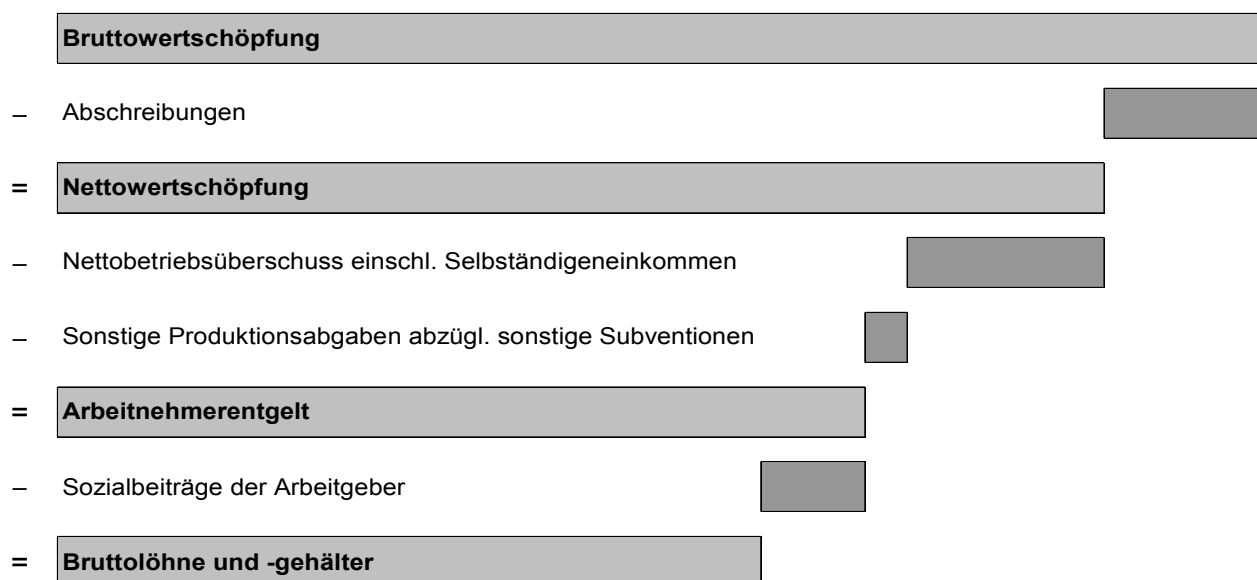 Bruttowertschöpfung
– Abschreibungen
= Nettowertschöpfung
– Nettobetriebsüberschuss einschl. Selbständigeneinkommen
– Sonstige Produktionsabgaben abzügl. sonstige Subventionen
= Arbeitnehmerentgelt
– Sozialbeiträge der Arbeitgeber
= Bruttolöhne und -gehälter